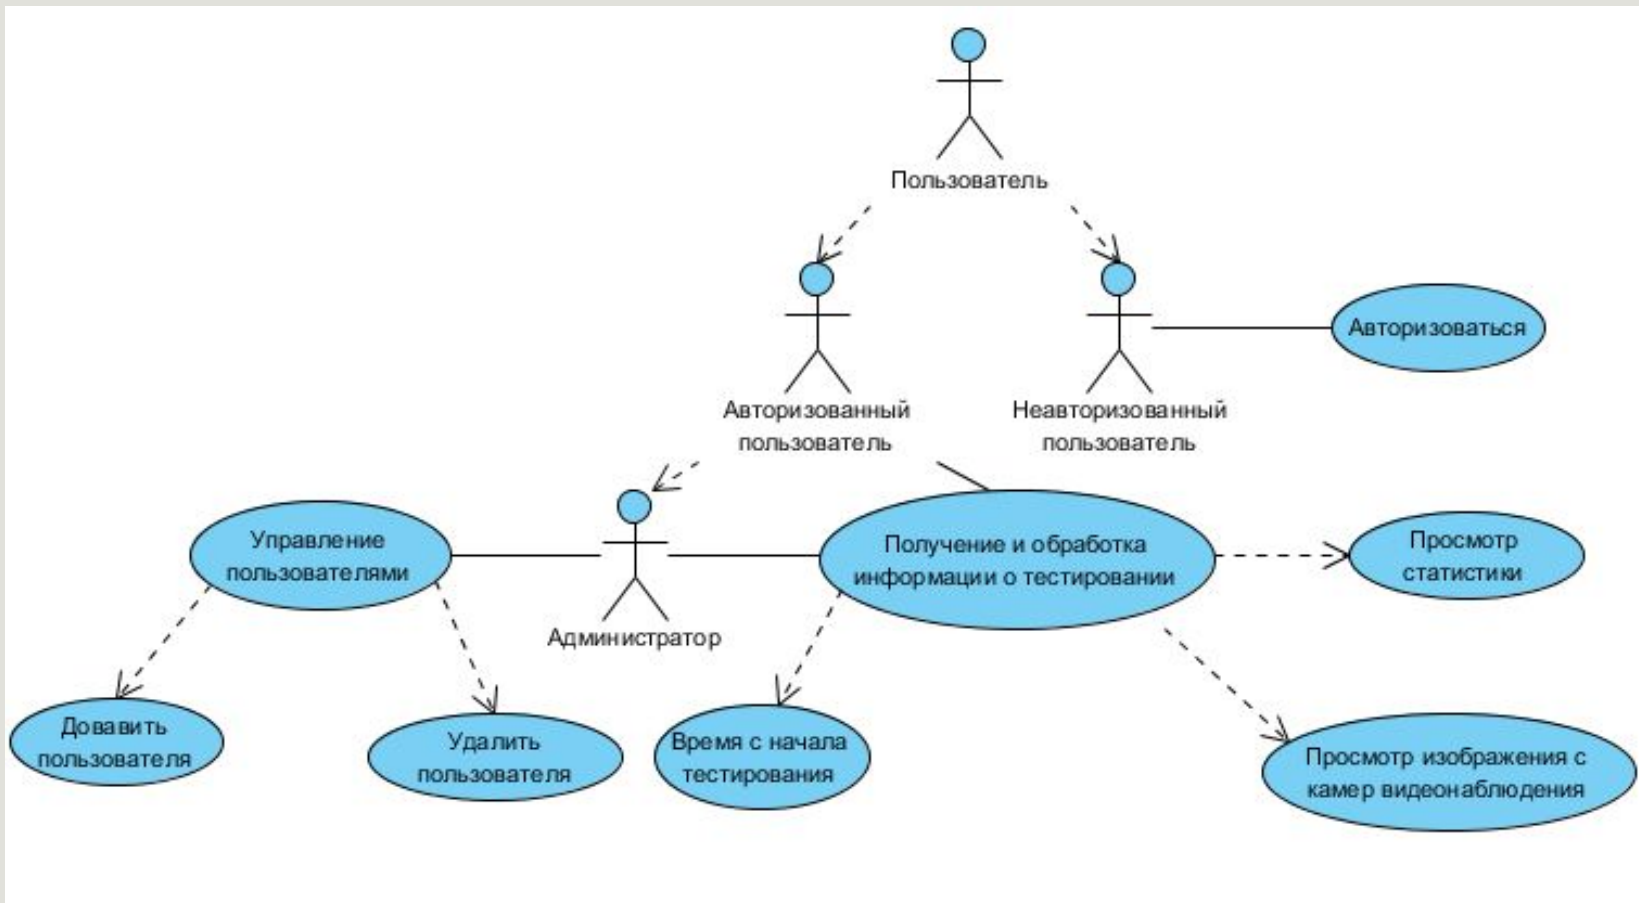 Пользователь
Авторизоваться
Авторизованный
пользователь
Неавторизованный
пользователь
Управление
пользователями
Администратор
Получение и обработка
информации о тестировании
Просмотр
статистики
Довавить
пользователя
Удалить
пользователя
Время с начала
тестирования
Просмотр изображения с
камер видеонаблюдения